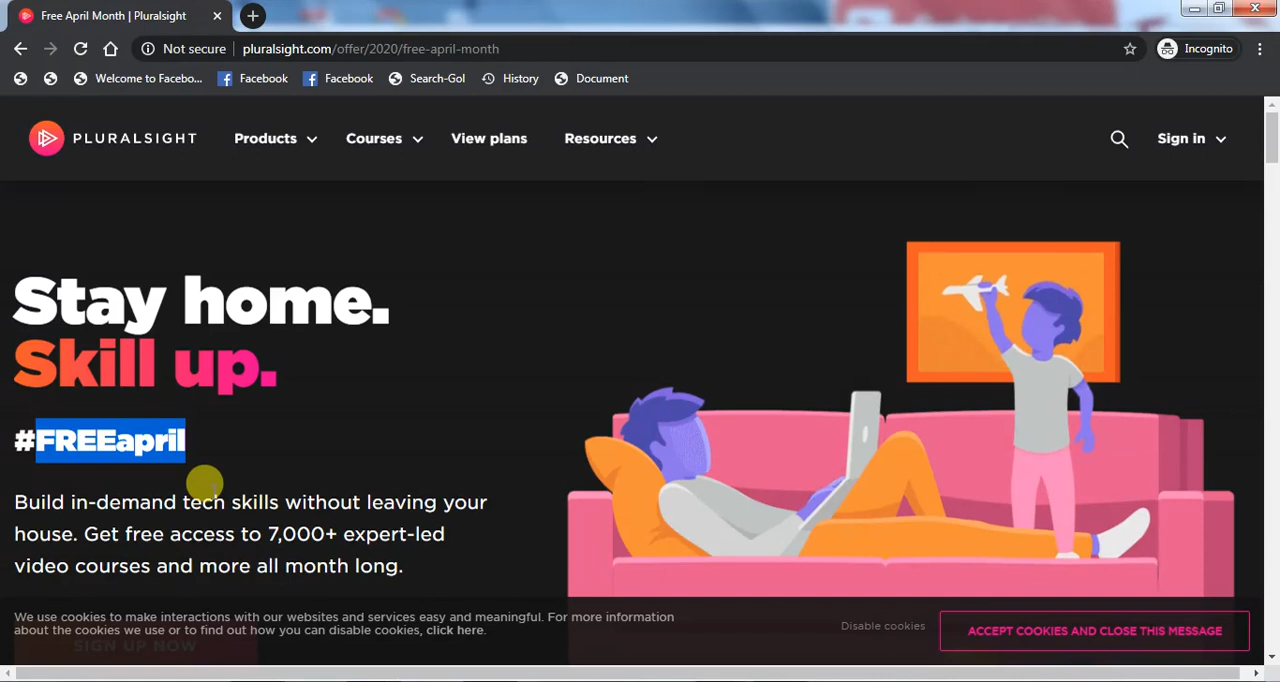 Free April Month | Pluralsight
Not secure
pluralsight.com/offer/2020/free-april-month
Incognito
Welcome to Facebo...
Facebook
Facebook
Search-Gol
History
Document
PLURALSIGHT
Products
Courses
View plans
Resources
Sign in
Stay home.
Skill up.
#FREEapril
Build in-demand tech skills without leaving your
house. Get free access to 7,000+ expert-led
video courses and more all month long.
We use cookies to make interactions with our websites and services easy and meaningful. For more information
about the cookies we use or to find out how you can disable cookies, click here.
Disable cookies
ACCEPT COOKIES AND CLOSE THIS MESSAGE
SIGN UP NOW